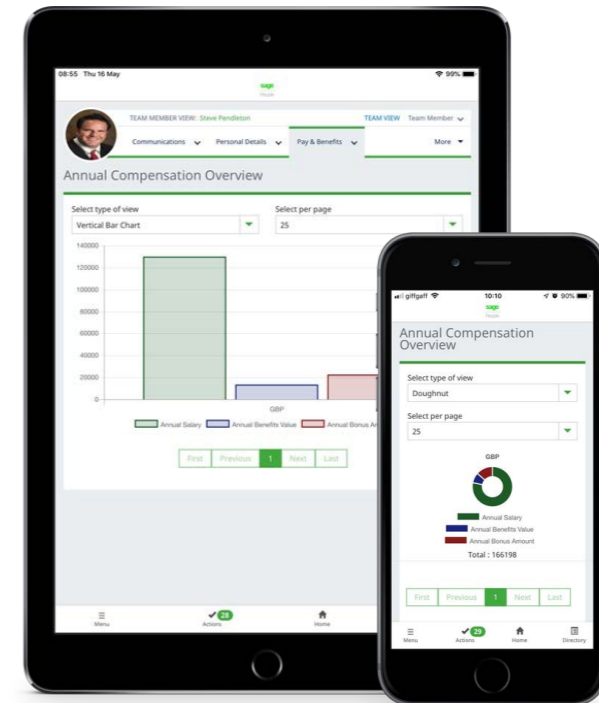 08:55 Thu 16 May
99%
sage
People
TEAM MEMBER VIEW: Steve Pendleton
TEAM VIEW Team Member
Communications Personal Details Pay & Benefits More
Annual Compensation Overview
Select type of view Select per page
Vertical Bar Chart 25
140000
120000
100000
80000
60000
40000
20000
0
GBP
Annual Salary Annual Benefits Value Annual Bonus
First Previous 1 Next Last
28
Menu Actions Home
giffgaff 10:10 90%
sage
People
Annual Compensation
Overview
Select type of view
Doughnut
Select per page
25
GBP
Annual Salary
Annual Benefits Value
Annual Bonus Amount
Total : 166198
First Previous 1 Next Last
29
Menu Actions Home Directory